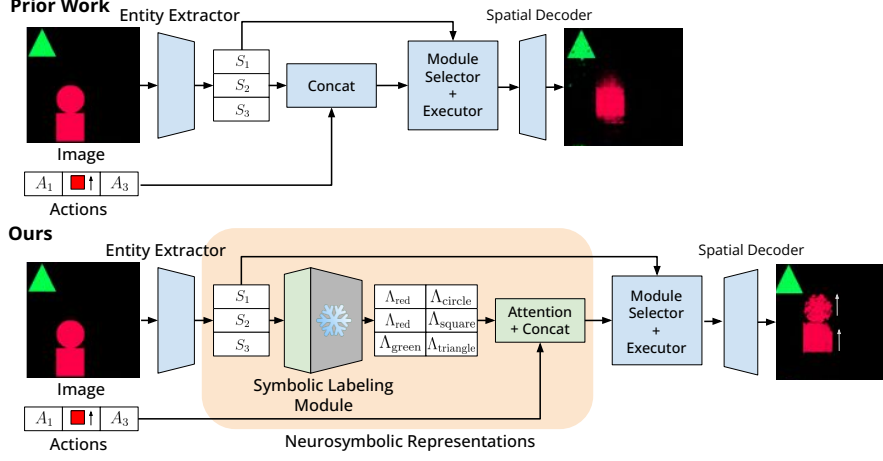 Prior Work
Entity Extractor
Spatial Decoder
S₁
S₂
S₃
Concat
Module
Selector
+
Executor
Image
A₁ A₃
Actions
Ours
Entity Extractor
Spatial Decoder
S₁
S₂
S₃
Λred Λcircle
Λred Λsquare
Λgreen Λtriangle
Attention
+ Concat
Module
Selector
+
Executor
Image
Symbolic Labeling
Module
A₁ A₃
Actions
Neurosymbolic Representations